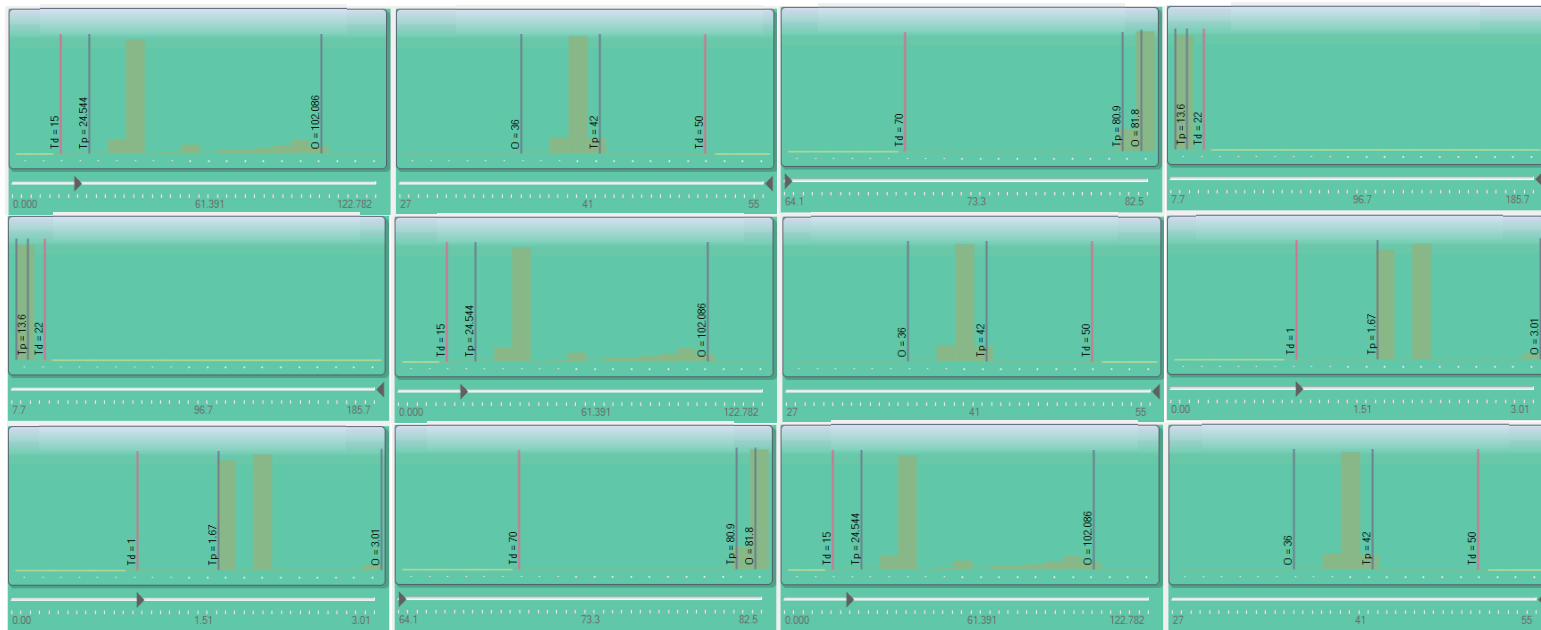 Td = 15
Tp = 24.544
O = 102.086
0.000 61.391 122.782
O = 36
Tp = 42
Td = 50
27 41 55
Td = 70
Tp = 80.9
O = 81.8
64.1 73.3 82.5
Tp = 13.6
Td = 22
7.7 96.7 185.7
Tp = 13.6
Td = 22
7.7 96.7 185.7
Td = 15
Tp = 24.544
O = 102.086
0.000 61.391 122.782
O = 36
Tp = 42
Td = 50
27 41 55
Td = 1
Tp = 1.67
O = 3.01
0.00 1.51 3.01
Td = 1
Tp = 1.67
O = 3.01
0.00 1.51 3.01
Td = 70
Tp = 80.9
O = 81.8
64.1 73.3 82.5
Td = 15
Tp = 24.544
O = 102.086
0.000 61.391 122.782
O = 36
Tp = 42
Td = 50
27 41 55